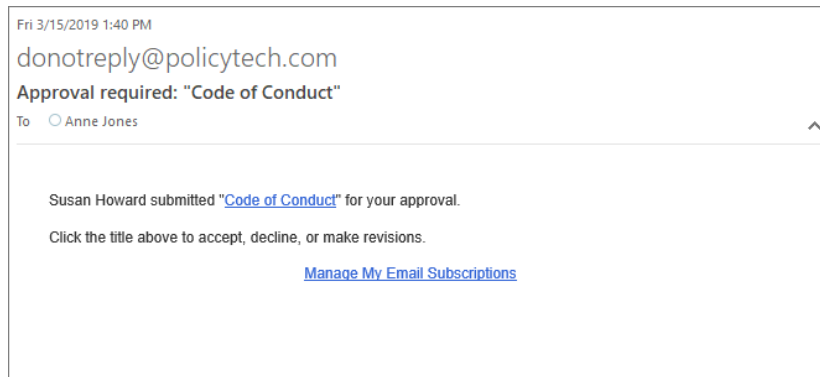 Fri 3/15/2019 1:40 PM
donotreply@policytech.com
Approval required: "Code of Conduct"
To Anne Jones
Susan Howard submitted "Code of Conduct" for your approval.
Click the title above to accept, decline, or make revisions.
Manage My Email Subscriptions